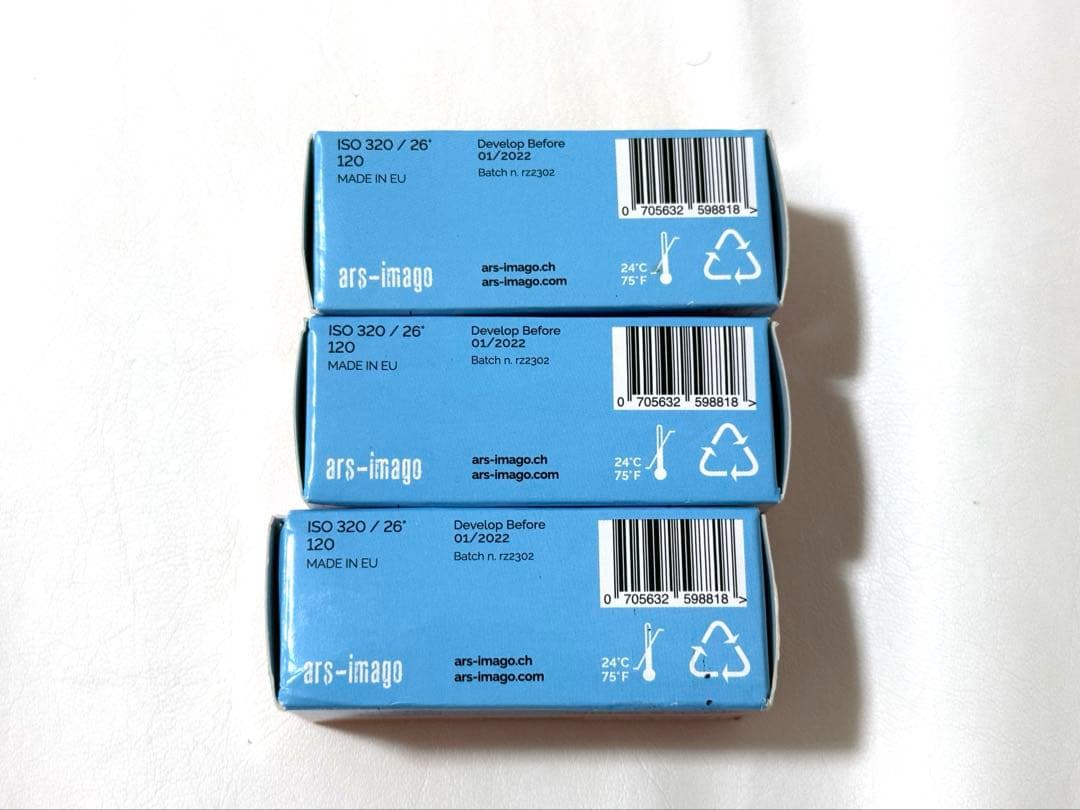 ISO 320 / 26°
120
MADE IN EU
Develop Before
01/2022
Batch n. rz2302
0 705632 598818 >
ars-imago
ars-imago.ch
ars-imago.com
24°C
75°F
ISO 320 / 26°
120
MADE IN EU
Develop Before
01/2022
Batch n. rz2302
0 705632 598818 >
ars-imago
ars-imago.ch
ars-imago.com
24°C
75°F
ISO 320 / 26°
120
MADE IN EU
Develop Before
01/2022
Batch n. rz2302
0 705632 598818 >
ars-imago
ars-imago.ch
ars-imago.com
24°C
75°F